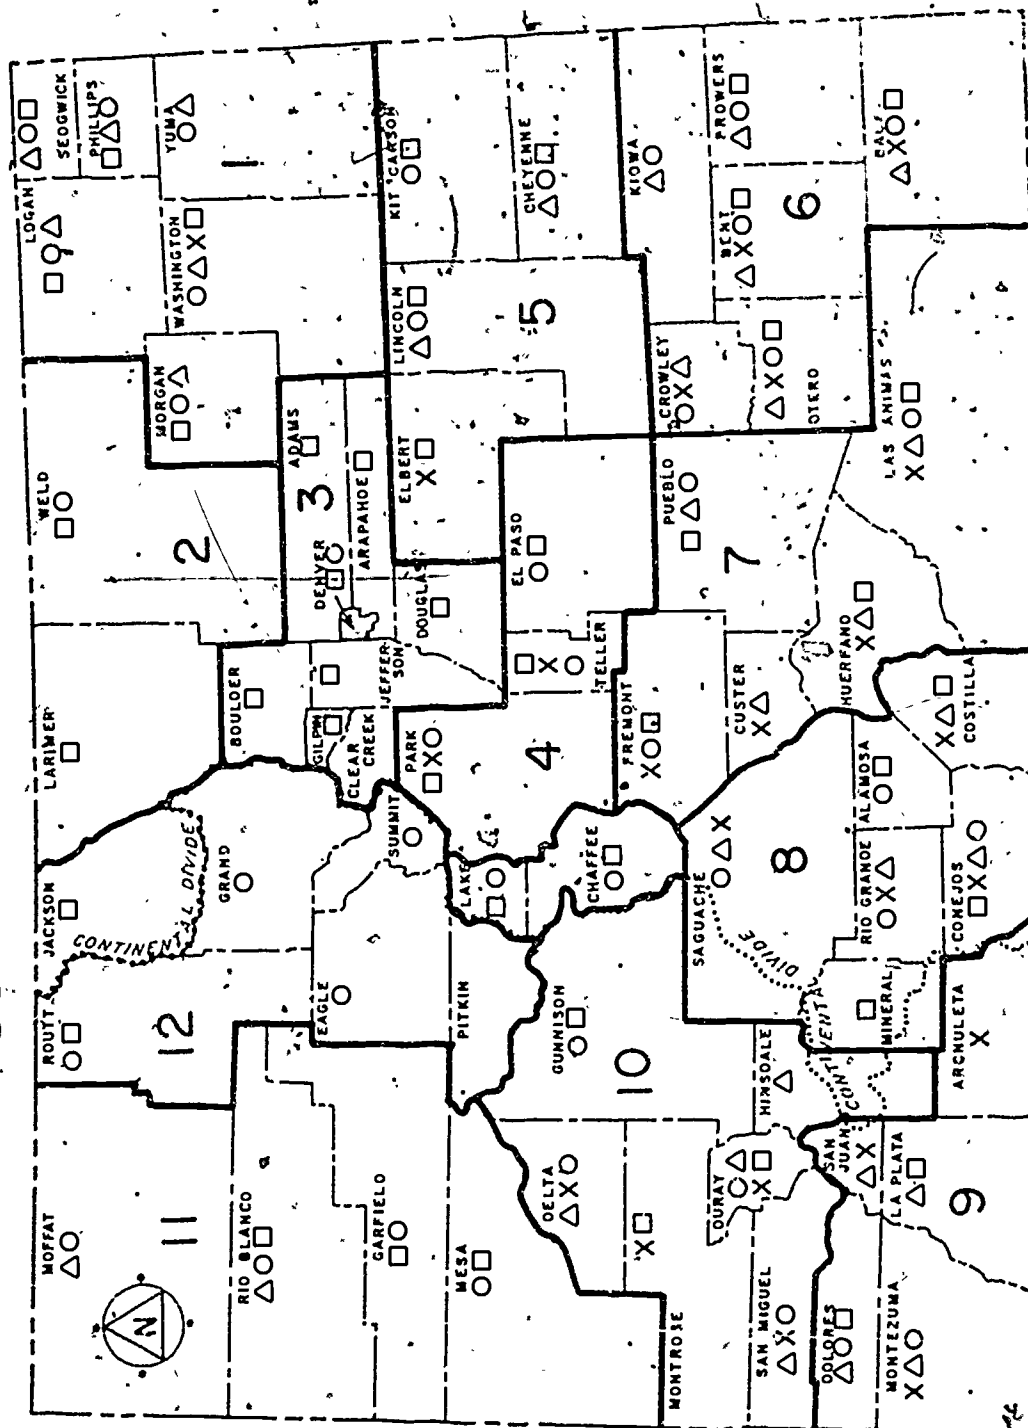 SEDGWICK
PHILLIPS
LOGAN
YUMA
1
WASHINGTON
MORGAN
WELD
2
LARIMER
ADAMS
3
ARAPAHOE
DENVER
DOUGLAS
BOULDER
GILPIN
CLEAR
CREEK
JEFFER-
SON
KIT CARSON
CHEYENNE
LINCOLN
5
ELBERT
X
EL PASO
TELLER
X
PARK
X
4
KIOWA
PROWERS
BENT
X
6
X
CROWLEY
X
OTERO
X
LAS ANIMAS
X
PUEBLO
7
HUERFANO
X
CUSTER
X
FREMONT
X
COSTILLA
X
ALAMOSA
8
RIO GRANDE
X
CONEJOS
X
SAGUACHE
X
MINERAL
CONTINENTAL
DIVIDE
CHAFFEE
LAKE
SUMMIT
GRAND
JACKSON
CONTINENTAL DIVIDE
ROUTT
12
EAGLE
PITKIN
GUNNISON
10
HINSDALE
ARCHULETA
X
SAN
JUAN
X
LA PLATA
9
OURAY
X
DELTA
X
X
MONTROSE
SAN MIGUEL
X
DOLORES
MONTEZUMA
X
MESA
GARFIELD
RIO BLANCO
11
MOFFAT
N